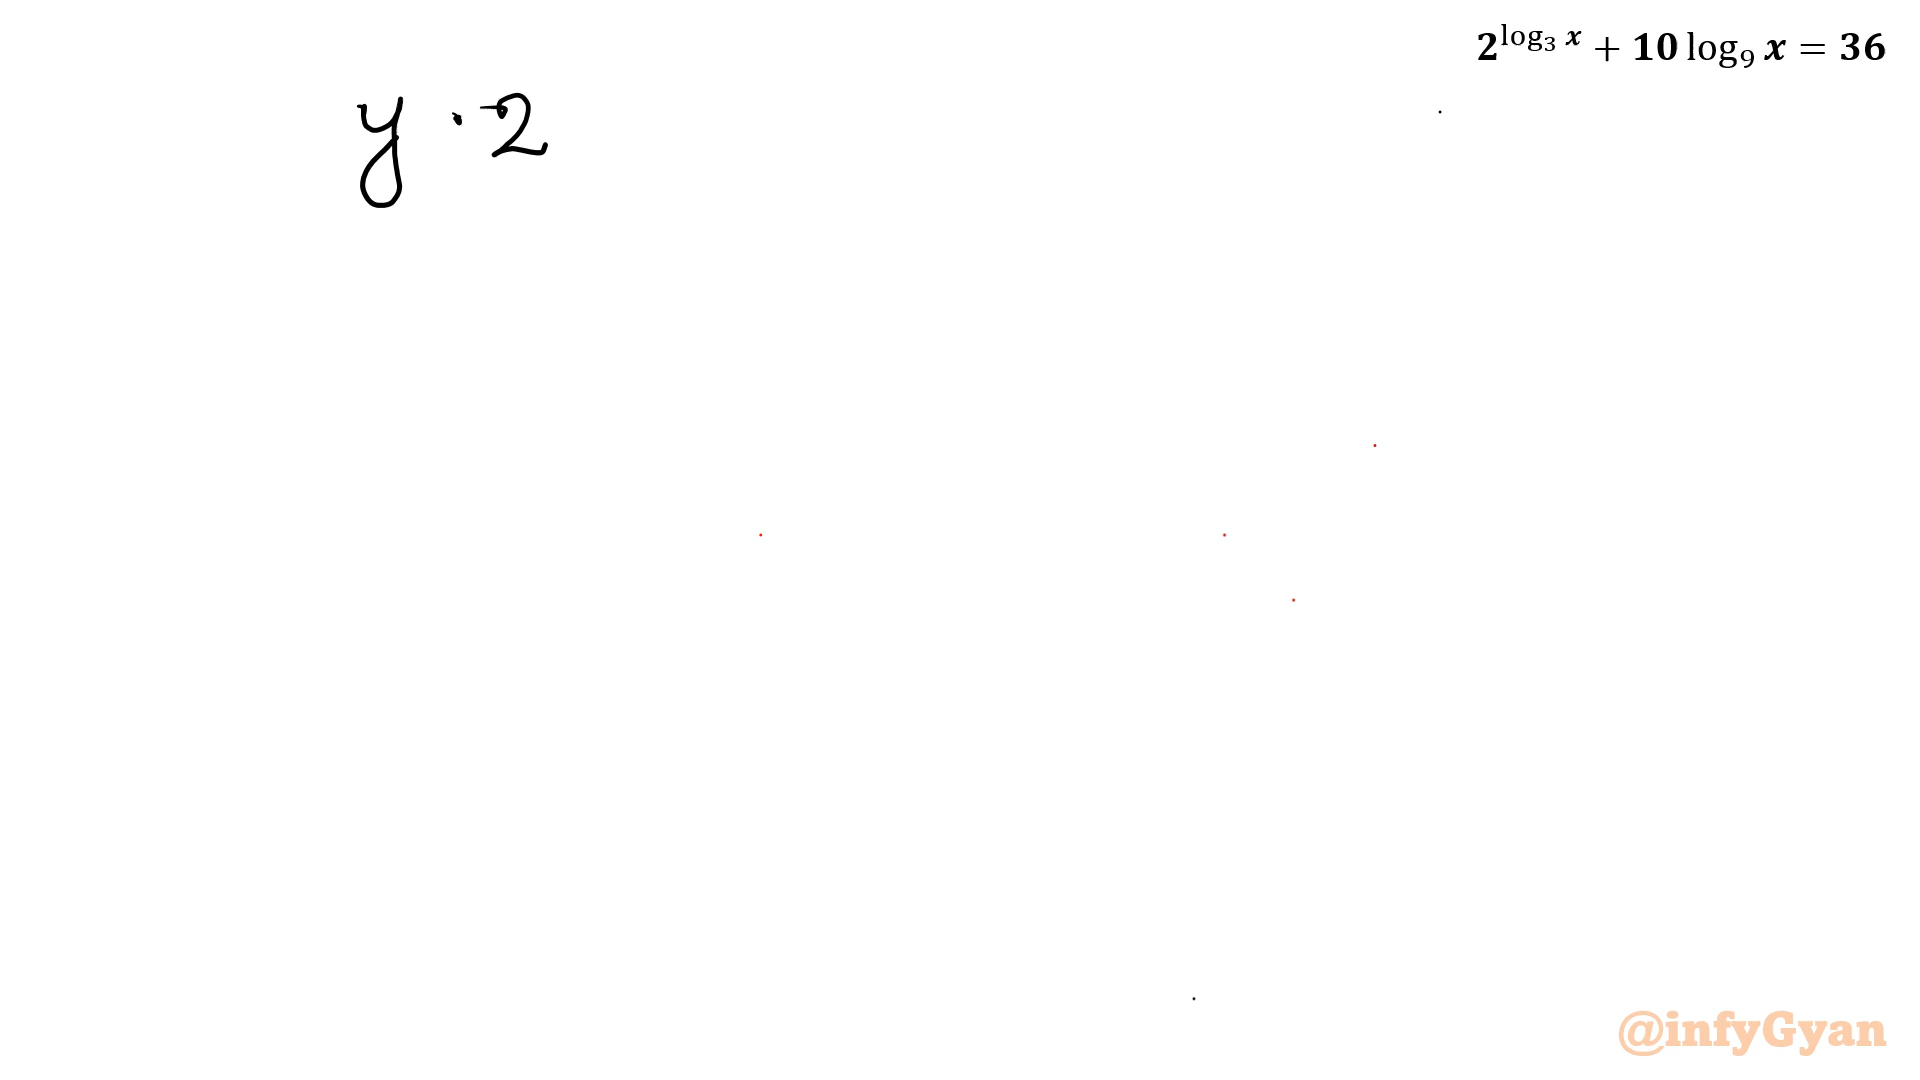 2^{log₃ x} + 10 log₉ x = 36
y · 2
@infyGyan